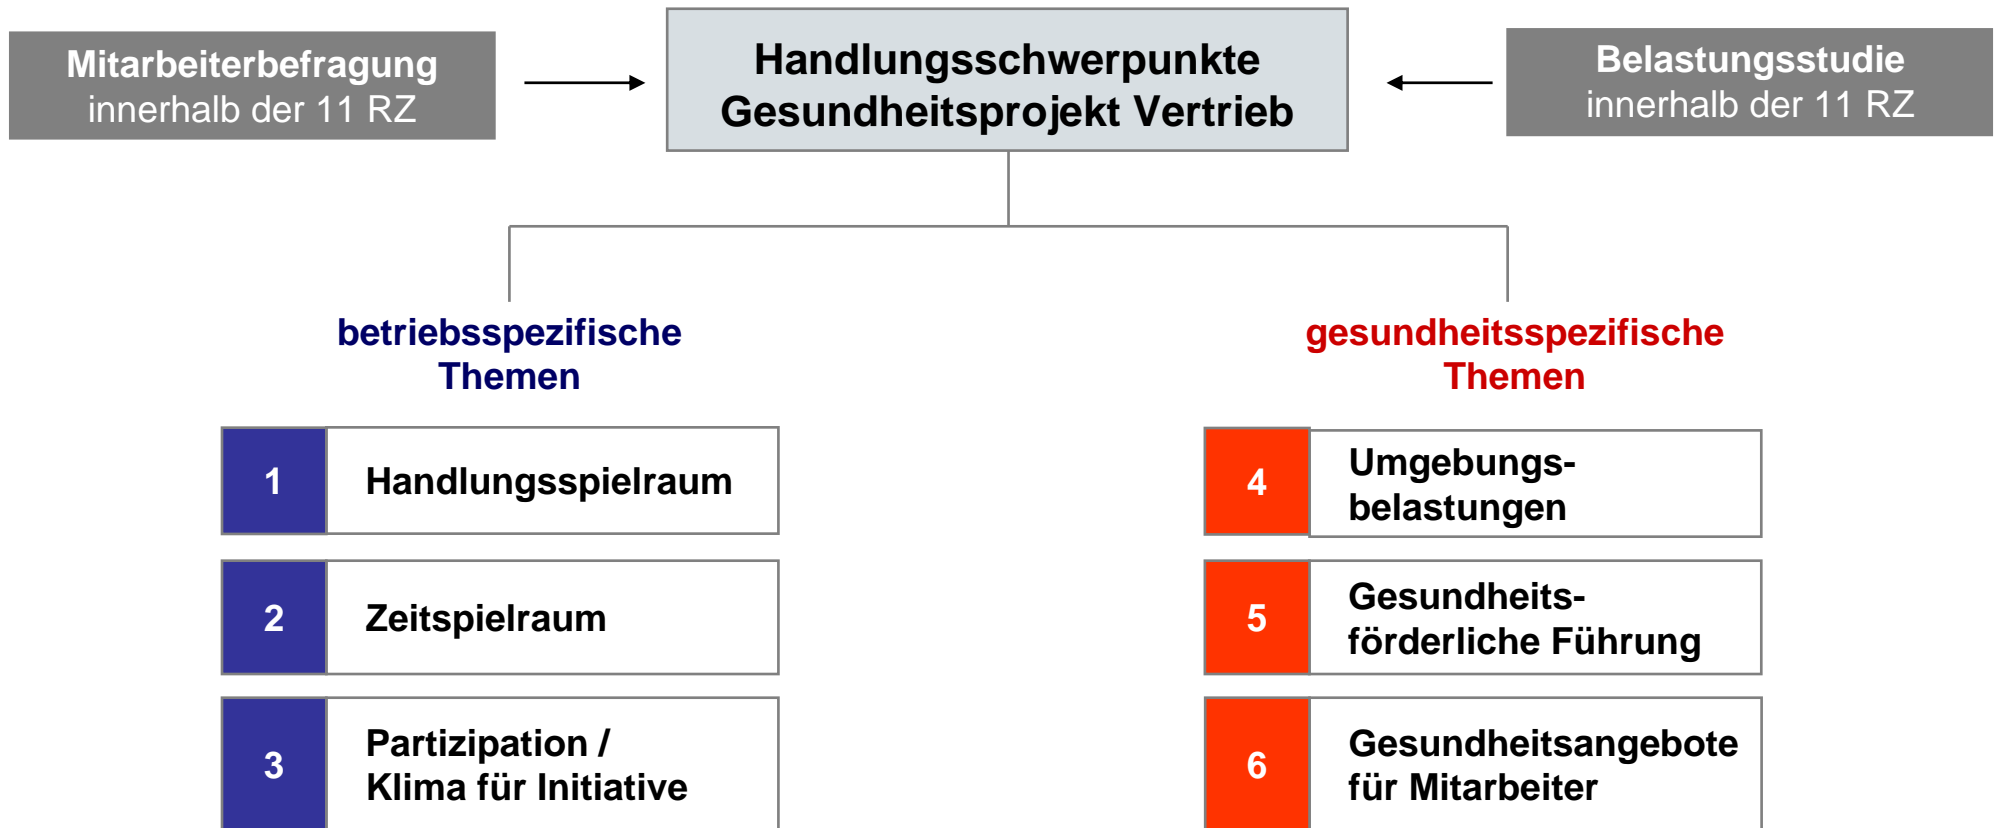 Mitarbeiterbefragung
innerhalb der 11 RZ
Handlungsschwerpunkte
Gesundheitsprojekt Vertrieb
Belastungsstudie
innerhalb der 11 RZ
betriebsspezifische
Themen
1
Handlungsspielraum
2
Zeitspielraum
3
Partizipation /
Klima für Initiative
gesundheitsspezifische
Themen
4
Umgebungs-
belastungen
5
Gesundheits-
förderliche Führung
6
Gesundheitsangebote
für Mitarbeiter